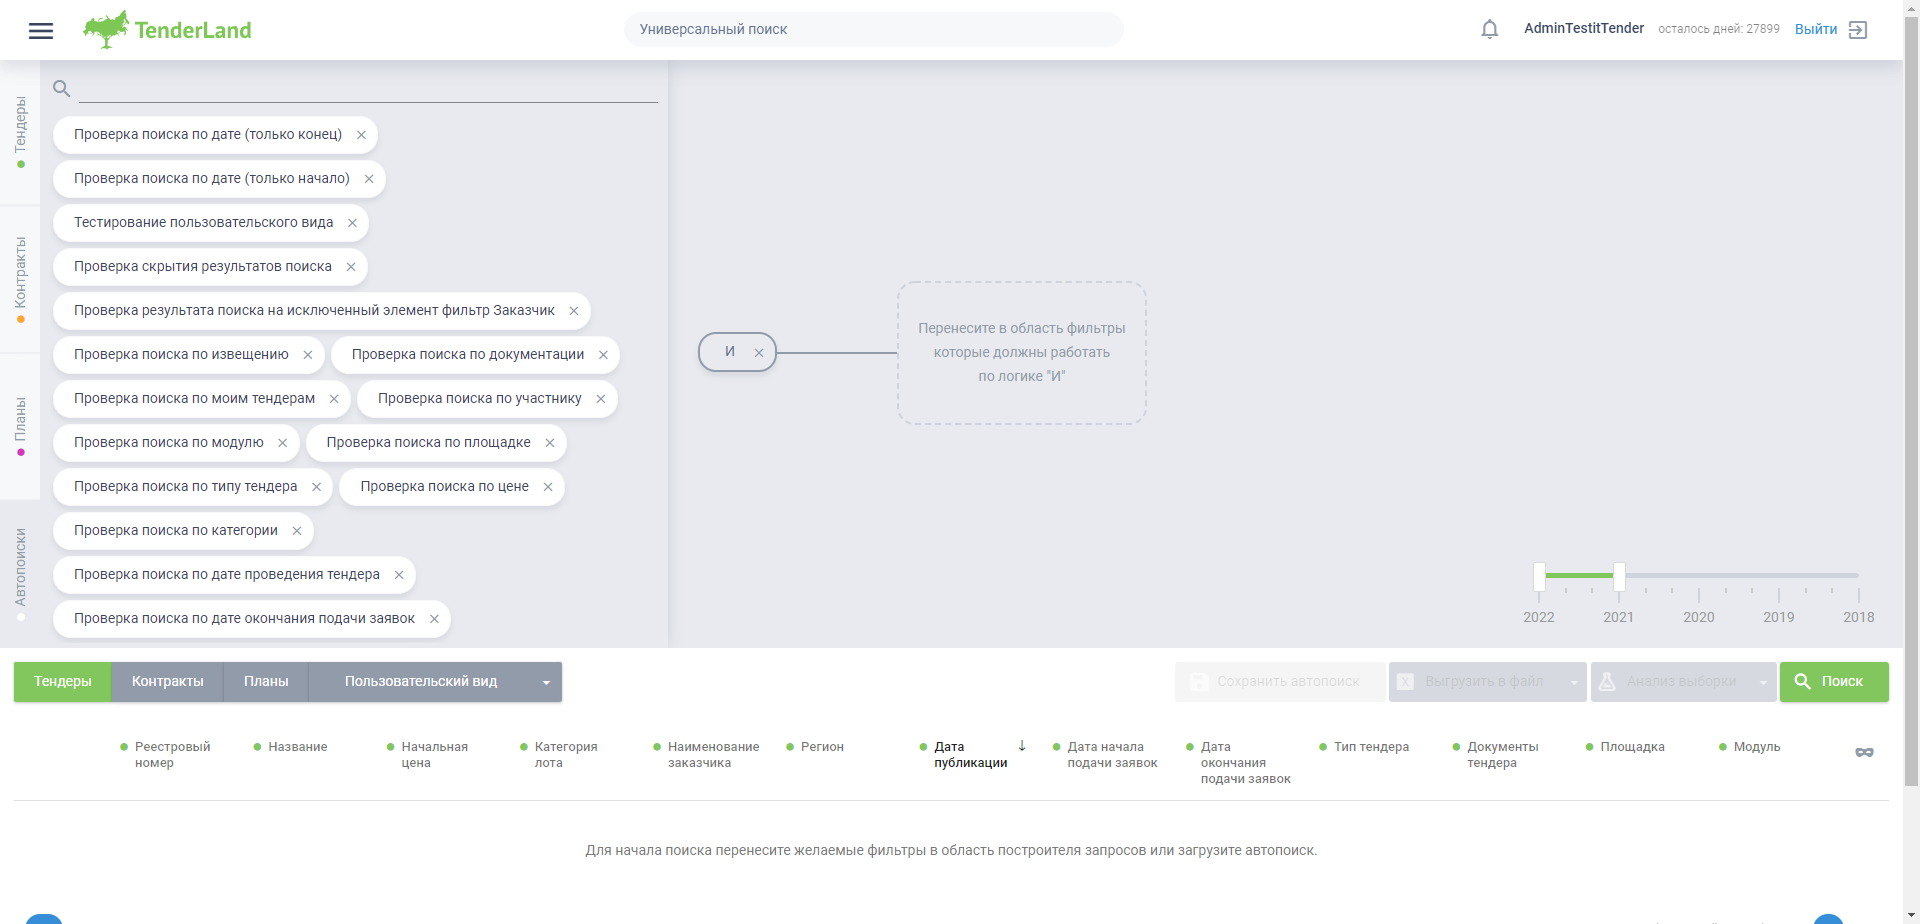 TenderLand
Универсальный поиск
AdminTestitTender
осталось дней: 27899
Выйти
Тендеры
Контракты
Планы
Автопоиски
Проверка поиска по дате (только конец)
Проверка поиска по дате (только начало)
Тестирование пользовательского вида
Проверка скрытия результатов поиска
Проверка результата поиска на исключенный элемент фильтр Заказчик
Проверка поиска по извещению
Проверка поиска по документации
Проверка поиска по моим тендерам
Проверка поиска по участнику
Проверка поиска по модулю
Проверка поиска по площадке
Проверка поиска по типу тендера
Проверка поиска по цене
Проверка поиска по категории
Проверка поиска по дате проведения тендера
Проверка поиска по дате окончания подачи заявок
И
Перенесите в область фильтры
которые должны работать
по логике "И"
2022
2021
2020
2019
2018
Тендеры
Контракты
Планы
Пользовательский вид
Сохранить автопоиск
Выгрузить в файл
Анализ выборки
Поиск
Реестровый
номер
Название
Начальная
цена
Категория
лота
Наименование
заказчика
Регион
Дата
публикации
Дата начала
подачи заявок
Дата
окончания
подачи заявок
Тип тендера
Документы
тендера
Площадка
Модуль
Для начала поиска перенесите желаемые фильтры в область построителя запросов или загрузите автопоиск.